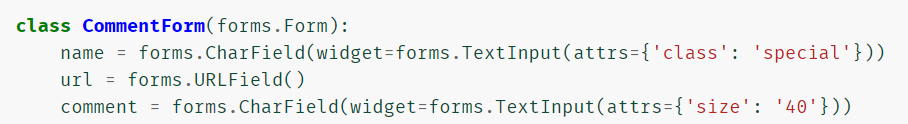 class CommentForm(forms.Form):
    name = forms.CharField(widget=forms.TextInput(attrs={'class': 'special'}))
    url = forms.URLField()
    comment = forms.CharField(widget=forms.TextInput(attrs={'size': '40'}))